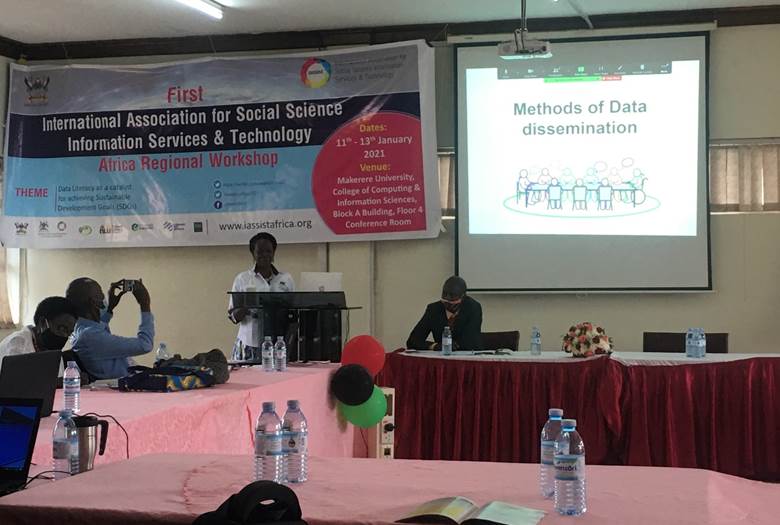 First
International Association for Social Science
Information Services & Technology
Africa Regional Workshop
THEME
Data Literacy as a catalyst
for achieving Sustainable
Development Goals (SDGs)
www.iassistafrica.org
Dates:
11th - 13th January
2021
Venue:
Makerere University,
College of Computing &
Information Sciences,
Block A Building, Floor 4
Conference Room
Methods of Data
dissemination